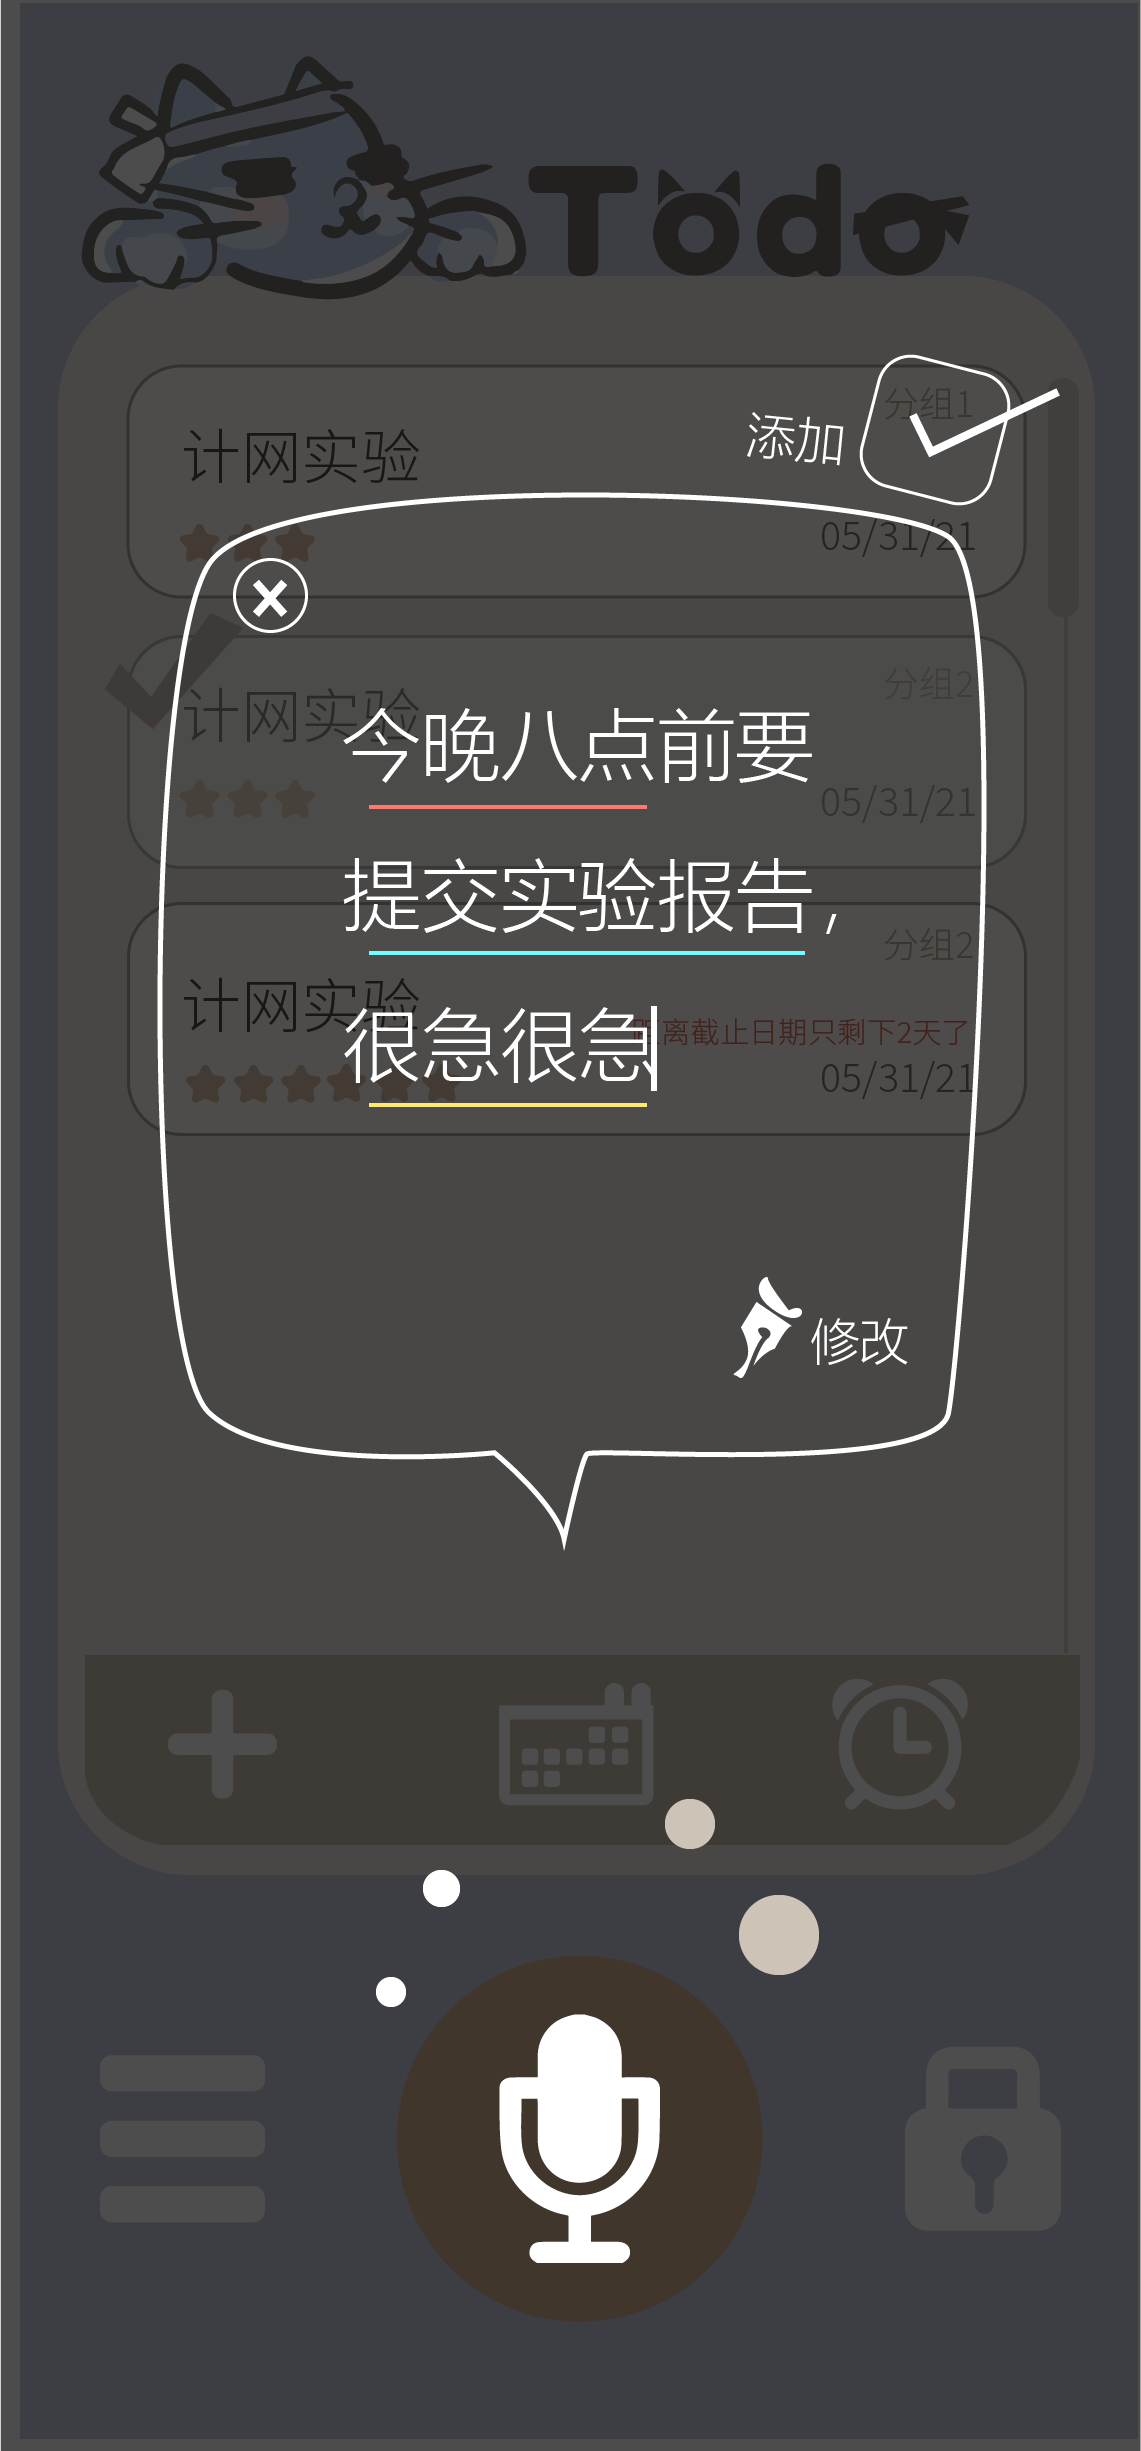 Todo
分组1
添加
计网实验
05/31/21
分组2
计网实验
今晚八点前要
05/31/21
提交实验报告，
分组2
计网实验
很急很急
距离截止日期只剩下2天了
05/31/21
修改